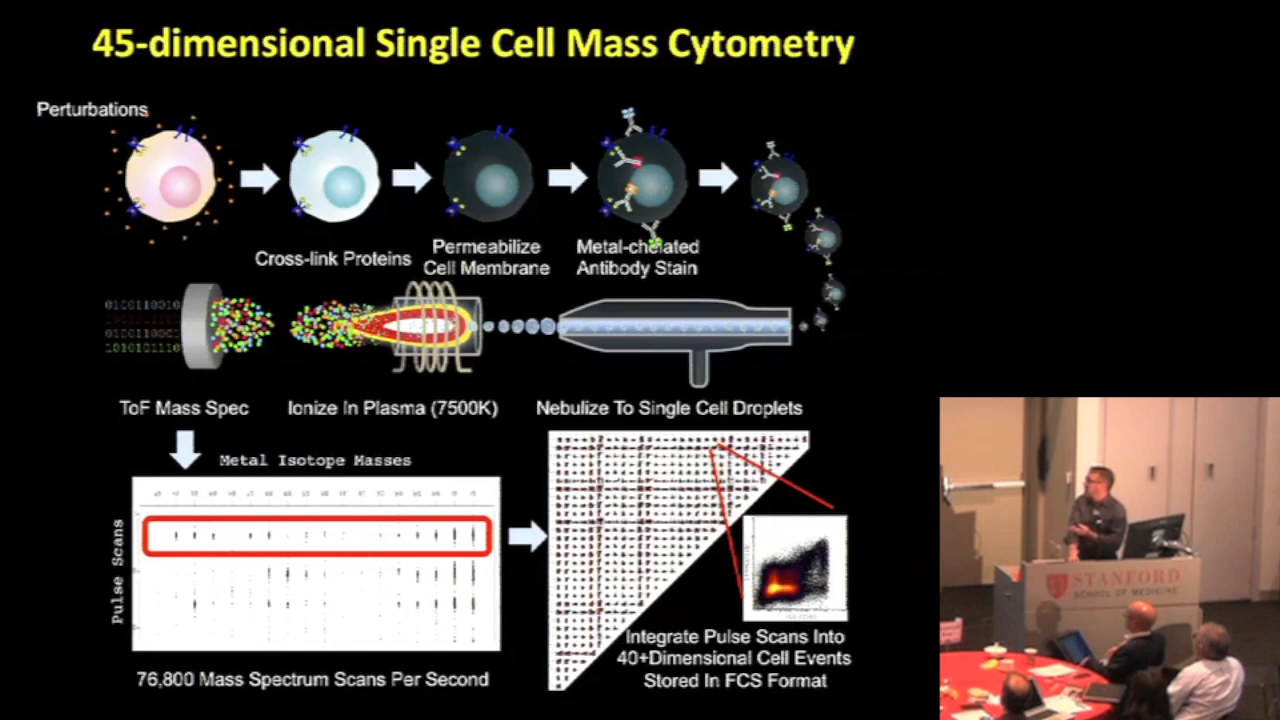 45-dimensional Single Cell Mass Cytometry
Perturbations
Cross-link Proteins
Permeabilize
Cell Membrane
Metal-chelated
Antibody Stain
0100110010
0100110001
1010101110
ToF Mass Spec
Ionize In Plasma (7500K)
Nebulize To Single Cell Droplets
Metal Isotope Masses
Pulse Scans
76,800 Mass Spectrum Scans Per Second
Integrate Pulse Scans Into
40+Dimensional Cell Events
Stored In FCS Format
STANFORD
SCHOOL OF MEDICINE